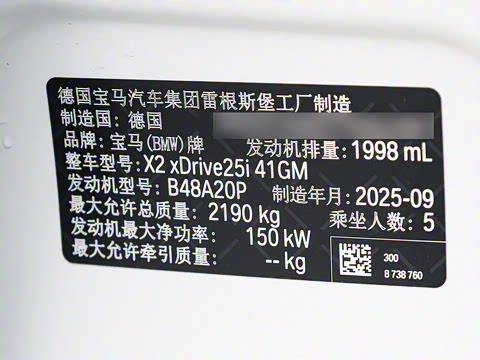 德国宝马汽车集团雷根斯堡工厂制造
制造国: 德国
品牌: 宝马(BMW)牌 发动机排量: 1998 mL
整车型号: X2 xDrive25i 41GM
发动机型号: B48A20P 制造年月: 2025-09
最大允许总质量: 2190 kg 乘坐人数: 5
发动机最大净功率: 150 kW
最大允许牵引质量: -- kg
300
8 738 760